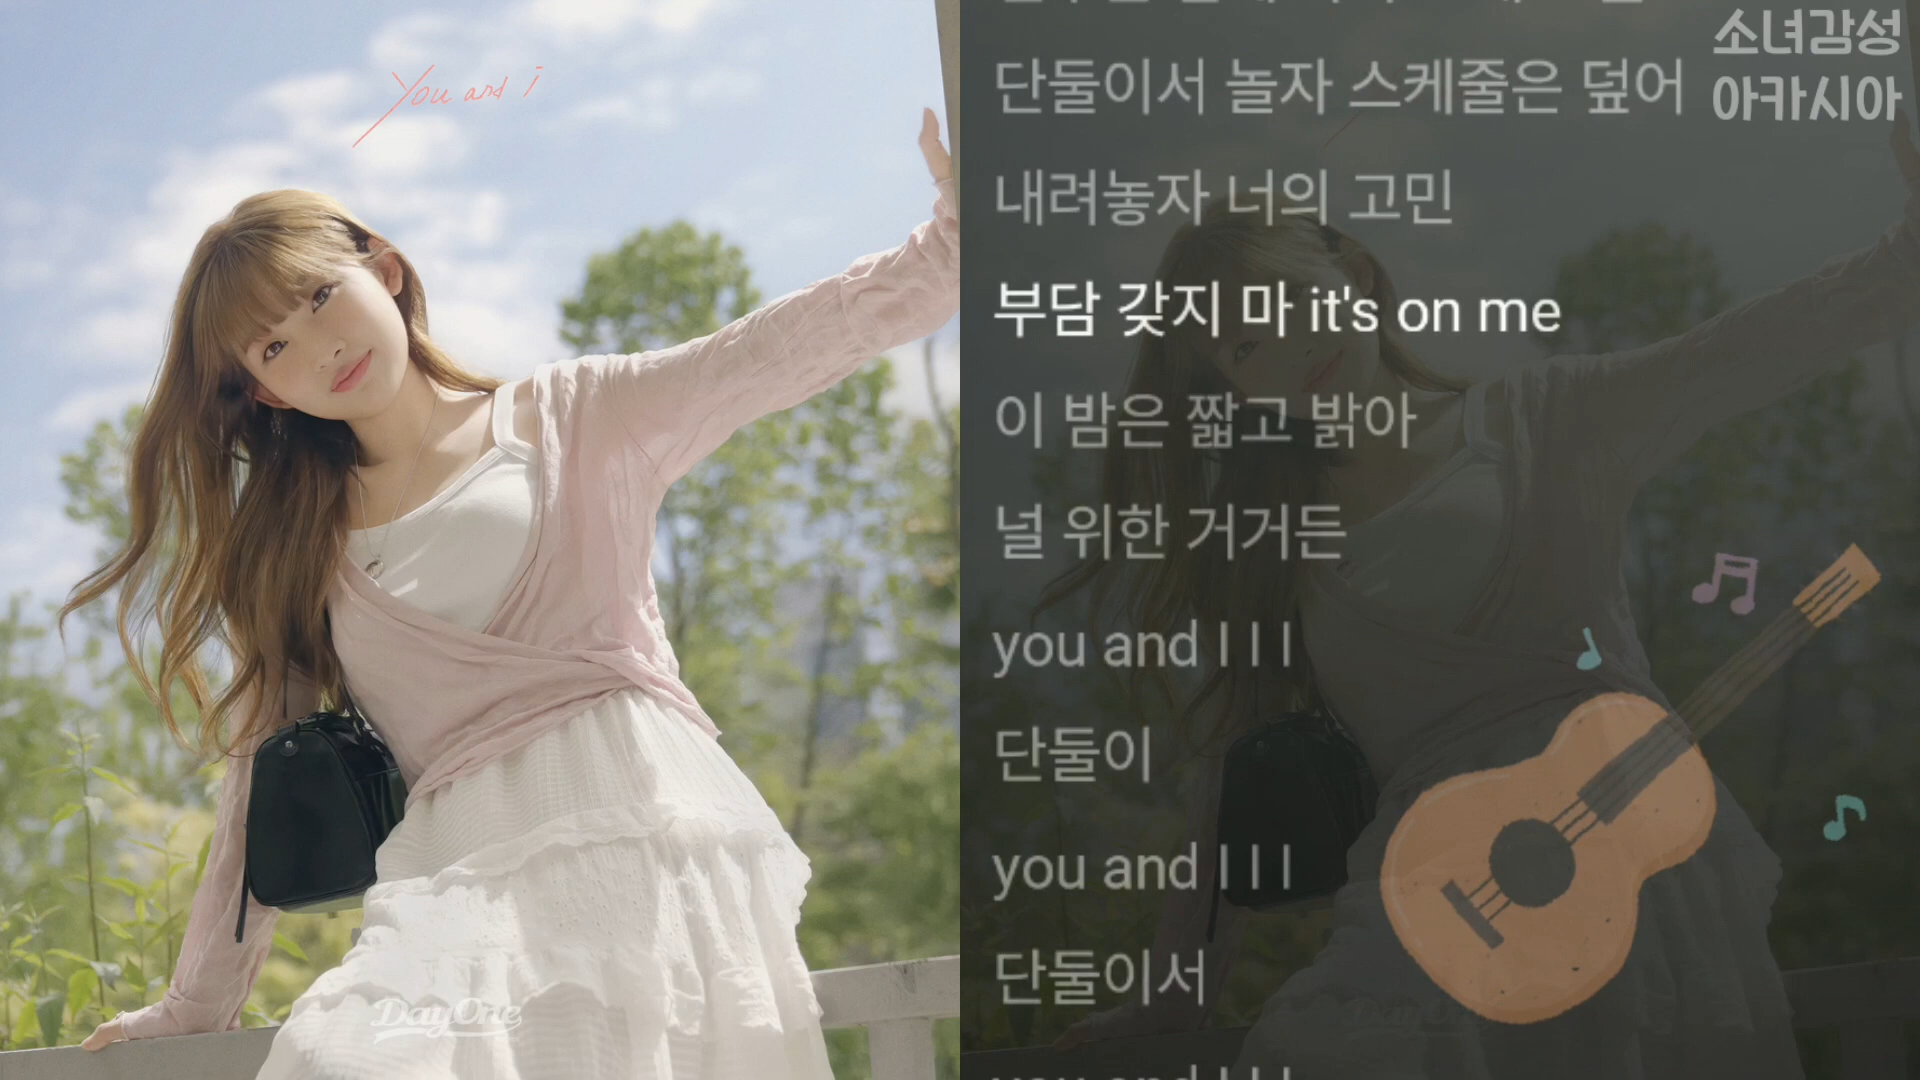 You and i
DayOne
소녀감성
아카시아
단둘이서 놀자 스케줄은 덮어
내려놓자 너의 고민
부담 갖지 마 it's on me
이 밤은 짧고 밝아
널 위한 거거든
you and I I I
단둘이
you and I I I
단둘이서
you and I I I